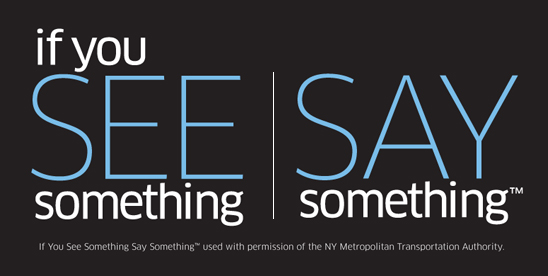 if you
SEE
something
SAY
something™
If You See Something Say Something™ used with permission of the NY Metropolitan Transportation Authority.